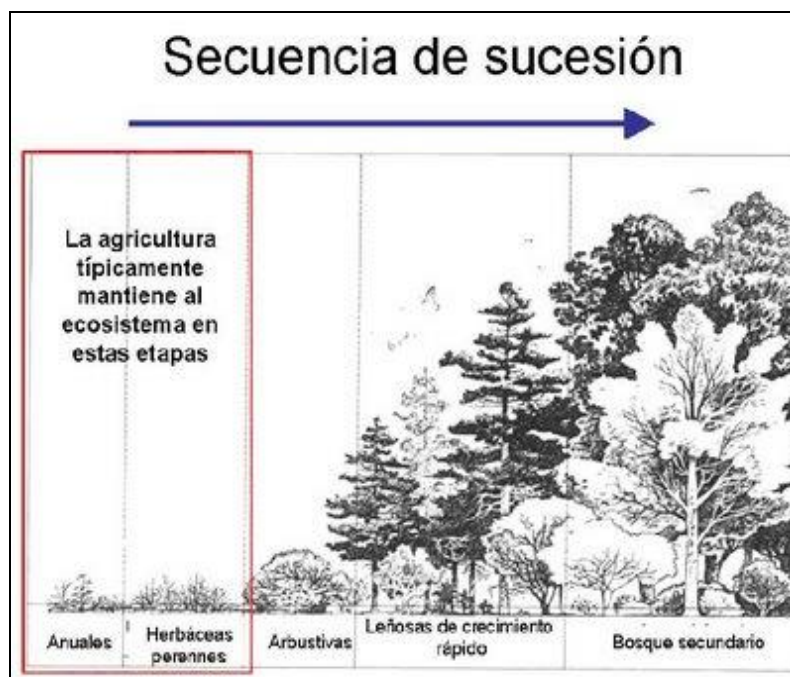 Secuencia de sucesión
La agricultura
típicamente
mantiene al
ecosistema en
estas etapas
Anuales
Herbáceas
perennes
Arbustivas
Leñosas de crecimiento
rápido
Bosque secundario